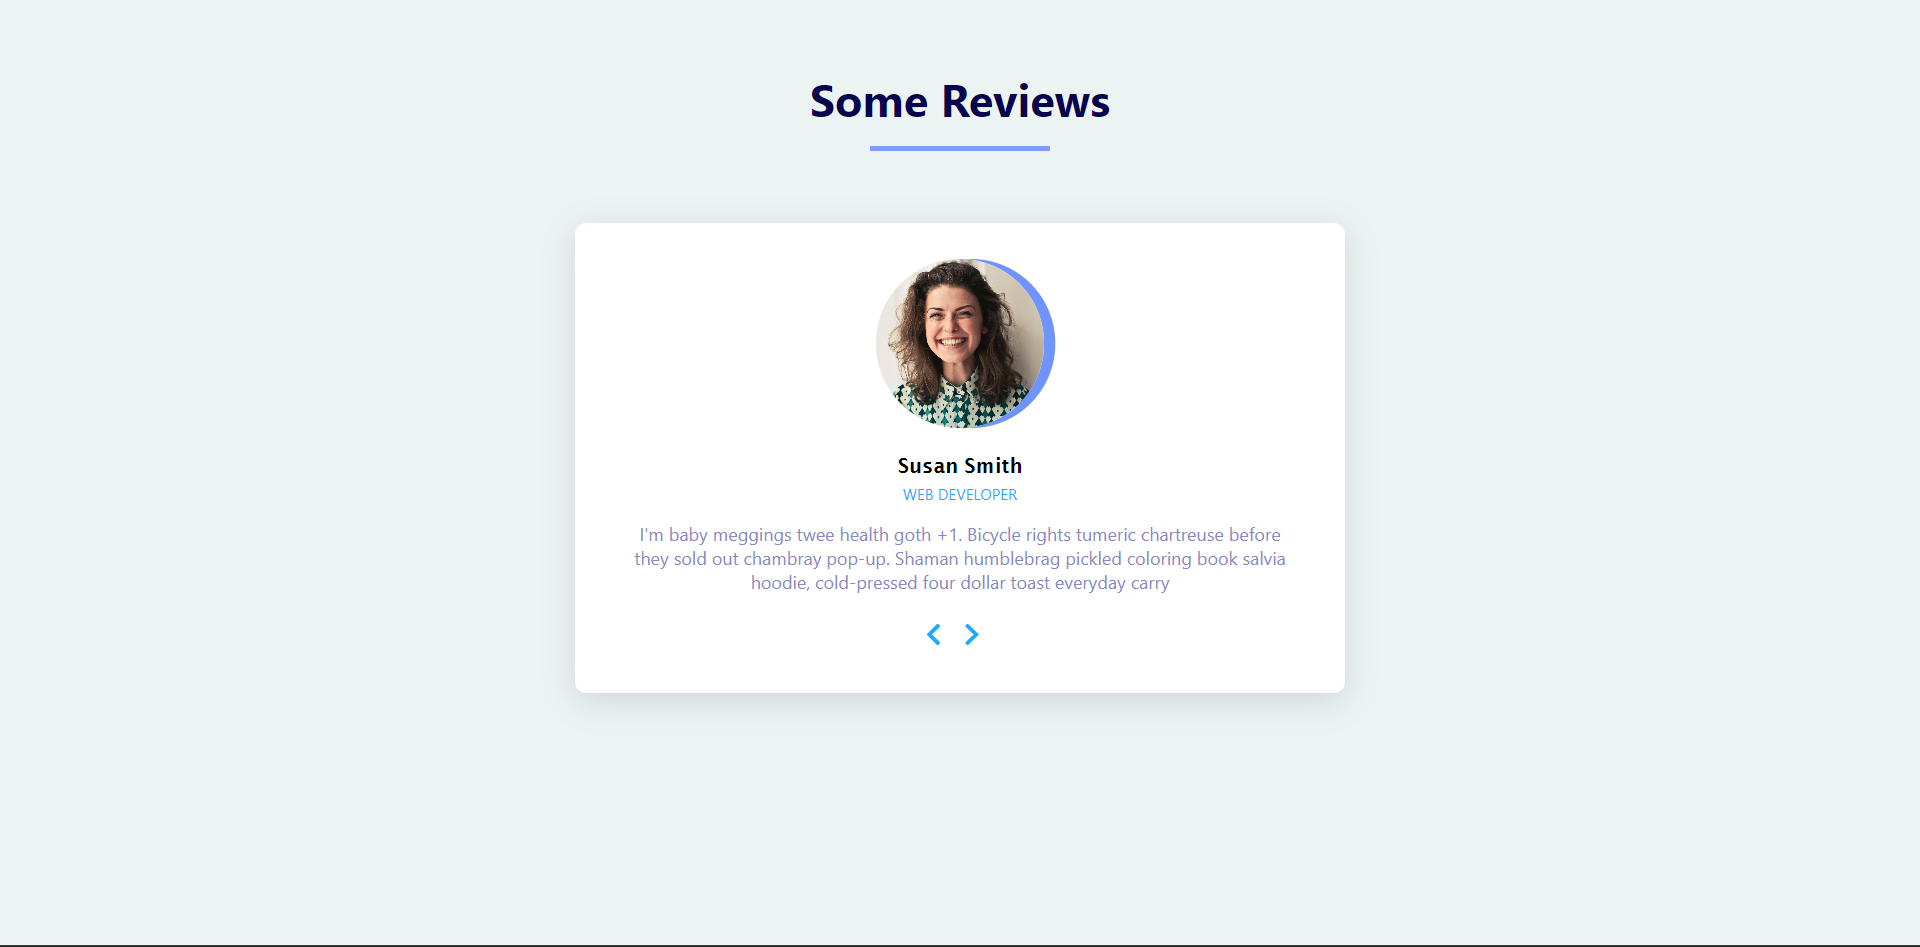 Some Reviews
Susan Smith
WEB DEVELOPER
I'm baby meggings twee health goth +1. Bicycle rights tumeric chartreuse before
they sold out chambray pop-up. Shaman humblebrag pickled coloring book salvia
hoodie, cold-pressed four dollar toast everyday carry